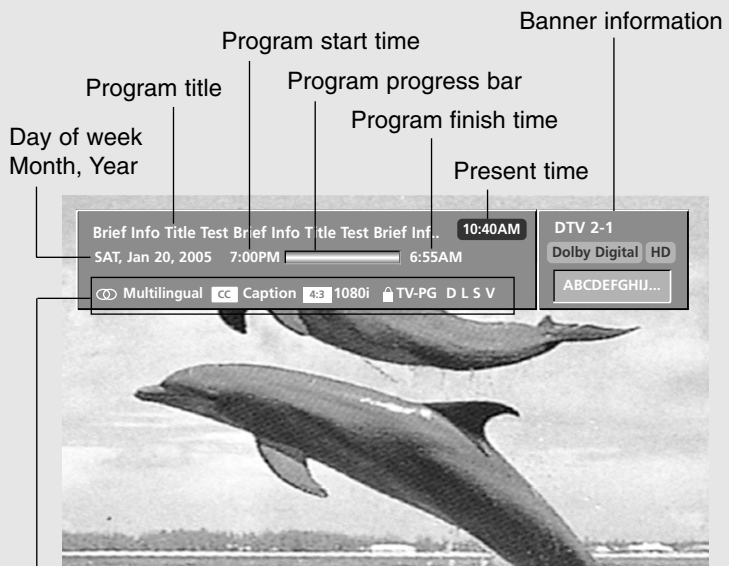 Banner information
Program start time
Program title
Program progress bar
Program finish time
Day of week
Month, Year
Present time
Brief Info Title Test Brief Info Title Test Brief Inf..
10:40AM
SAT, Jan 20, 2005 7:00PM 6:55AM
Multilingual CC Caption 4:3 1080i TV-PG D L S V
DTV 2-1
Dolby Digital HD
ABCDEFGHIJ...